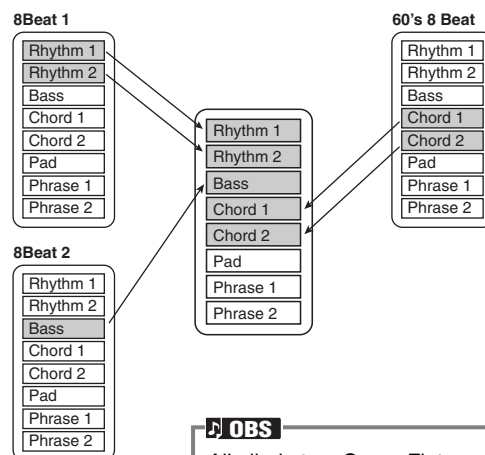 8Beat 1
Rhythm 1
Rhythm 2
Bass
Chord 1
Chord 2
Pad
Phrase 1
Phrase 2
8Beat 2
Rhythm 1
Rhythm 2
Bass
Chord 1
Chord 2
Pad
Phrase 1
Phrase 2
Rhythm 1
Rhythm 2
Bass
Chord 1
Chord 2
Pad
Phrase 1
Phrase 2
60's 8 Beat
Rhythm 1
Rhythm 2
Bass
Chord 1
Chord 2
Pad
Phrase 1
Phrase 2
OBS